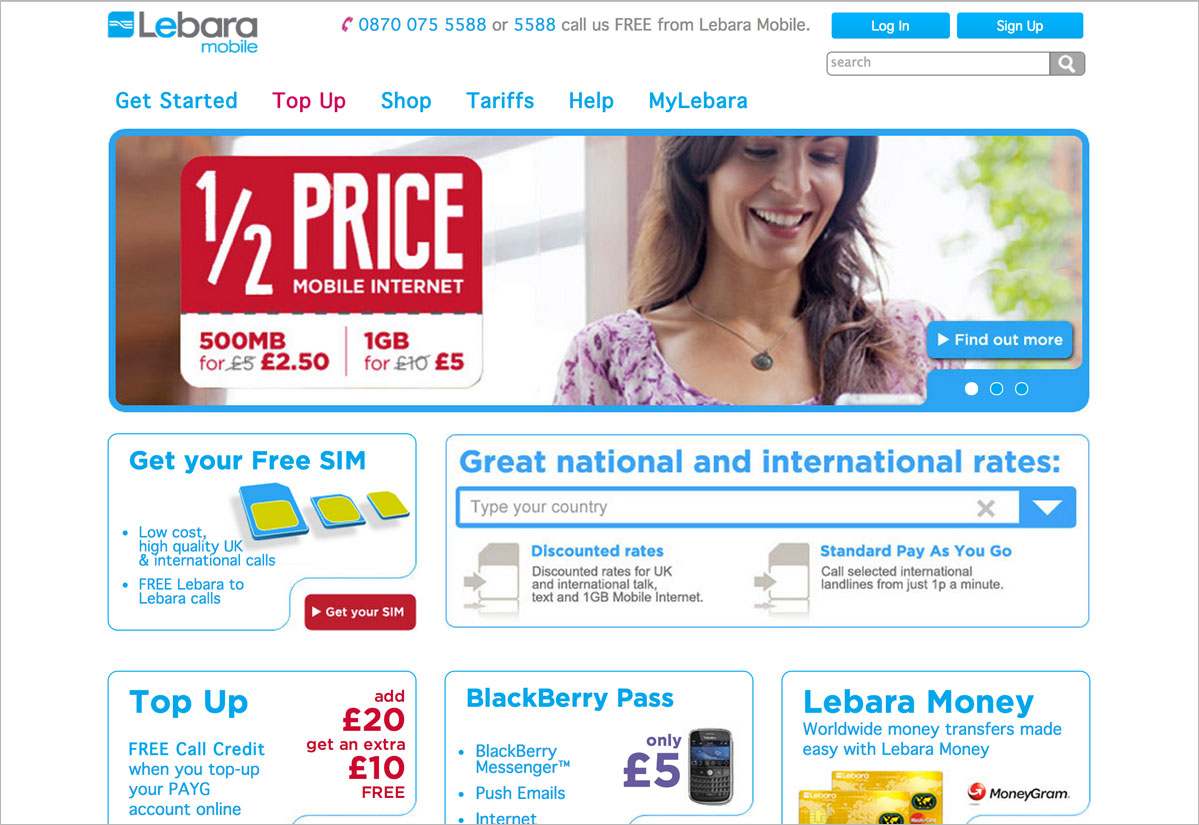 Lebara
mobile
0870 075 5588 or 5588 call us FREE from Lebara Mobile.
Log In
Sign Up
search
Get Started
Top Up
Shop
Tariffs
Help
MyLebara
1/2 PRICE
MOBILE INTERNET
500MB
for £5 £2.50
1GB
for £10 £5
Find out more
Get your Free SIM
• Low cost,
high quality UK
& international calls
• FREE Lebara to
Lebara calls
Get your SIM
Great national and international rates:
Type your country
Discounted rates
Discounted rates for UK
and international talk,
text and 1GB Mobile Internet.
Standard Pay As You Go
Call selected international
landlines from just 1p a minute.
Top Up
FREE Call Credit
when you top-up
your PAYG
account online
add
£20
get an extra
£10
FREE
BlackBerry Pass
• BlackBerry
Messenger™
• Push Emails
• Internet
only
£5
Lebara Money
Worldwide money transfers made
easy with Lebara Money
Lebara
Lebara
MasterCard
MoneyGram.